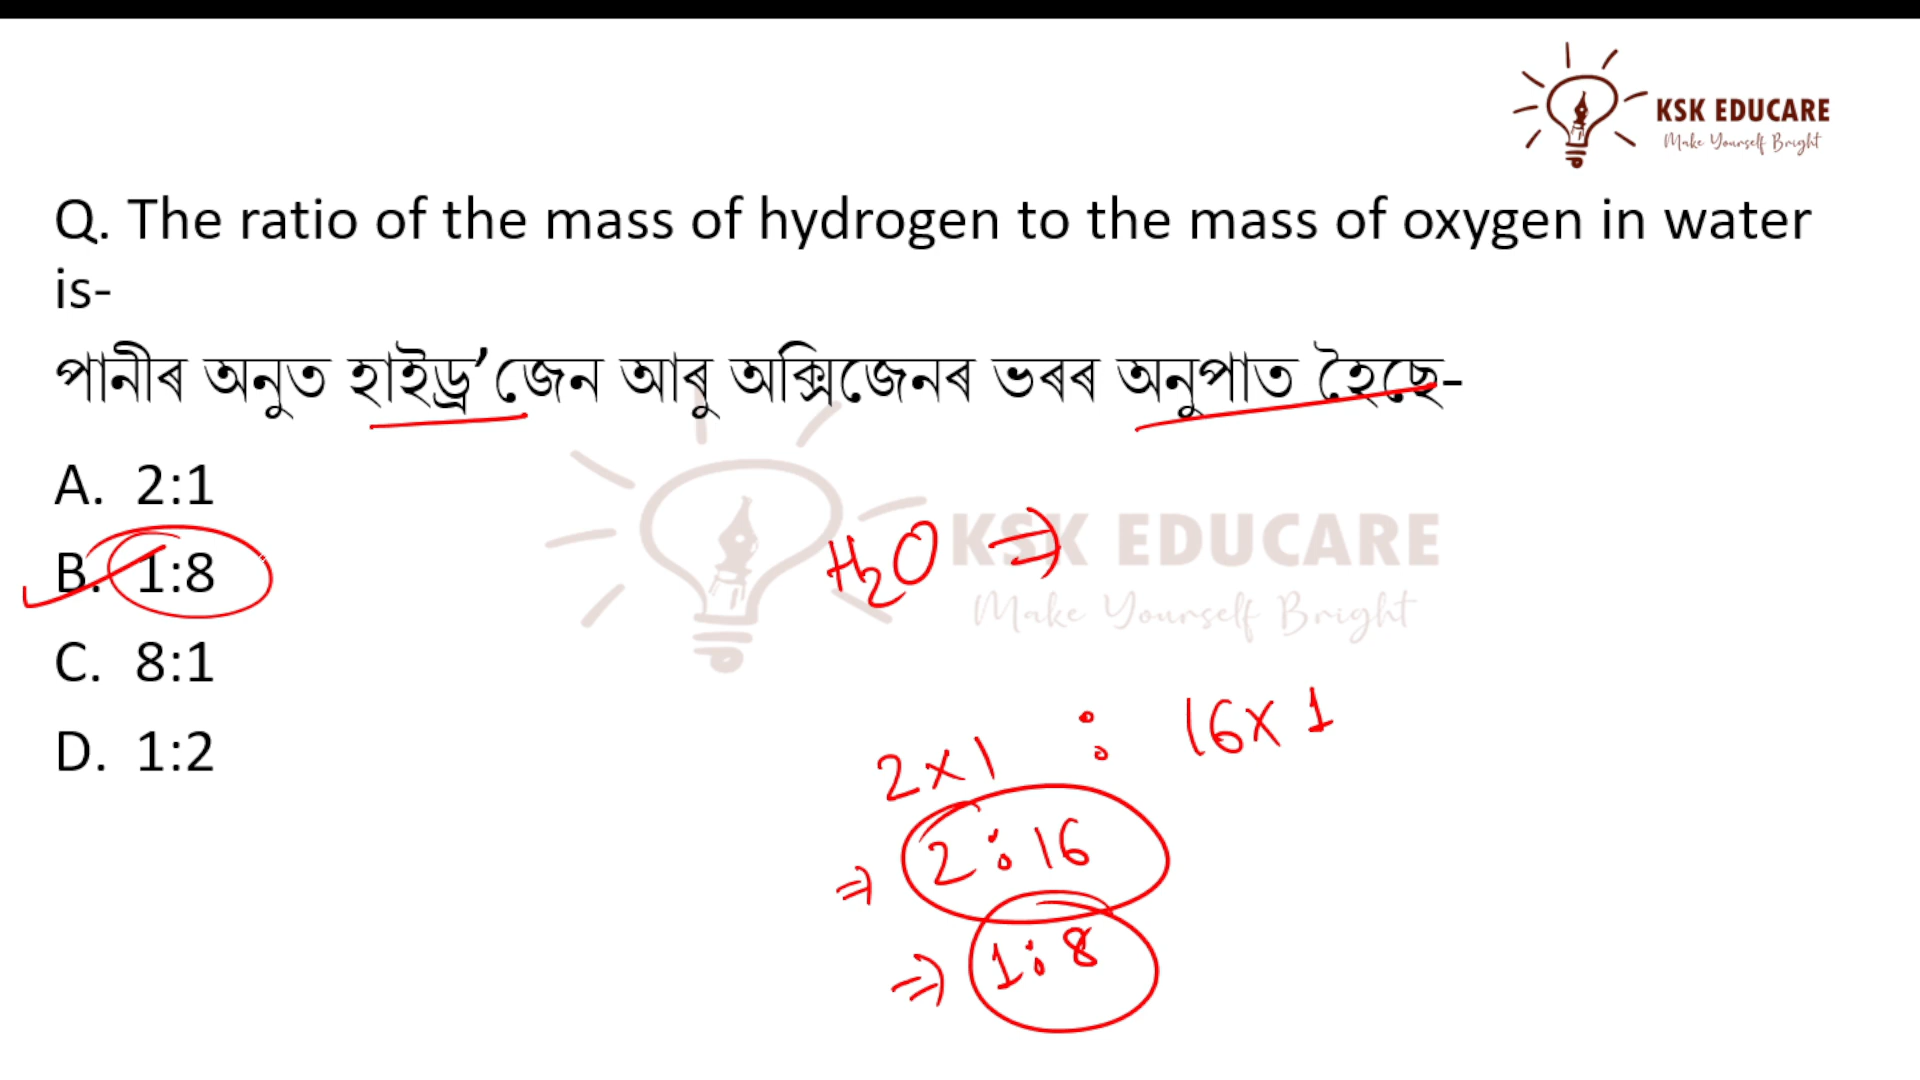 KSK EDUCARE
Make Yourself Bright
Q. The ratio of the mass of hydrogen to the mass of oxygen in water
is-
পানীৰ অনুত হাইড্ৰ’জেন আৰু অক্সিজেনৰ ভৰৰ অনুপাত হৈছে-
A. 2:1
B. 1:8
C. 8:1
D. 1:2
H₂O ⇒
KSK EDUCARE
Make Yourself Bright
2×1 : 16×1
⇒ 2:16
⇒ 1:8